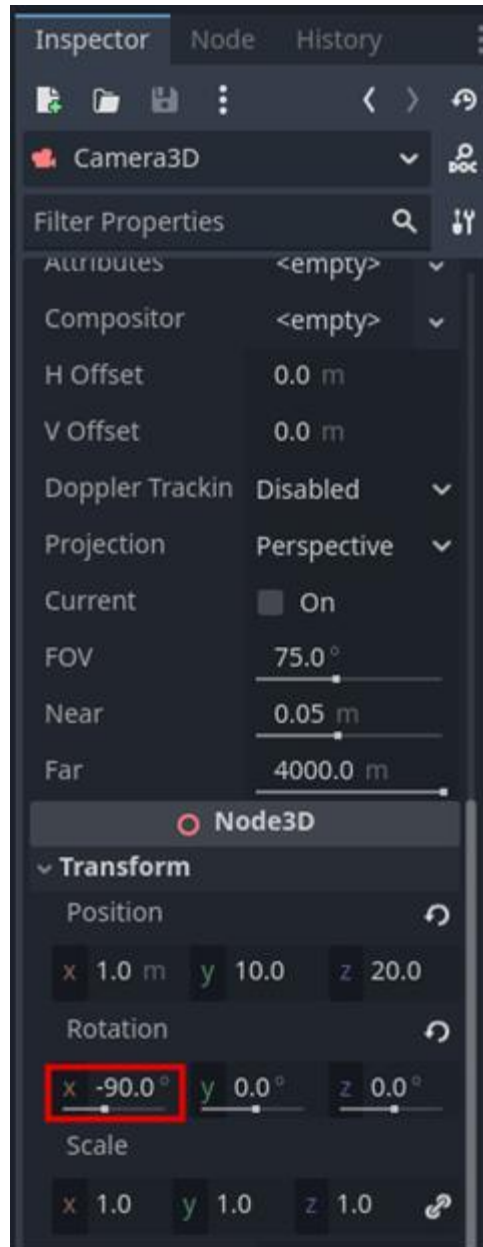 Inspector Node History
Camera3D
DOC
Filter Properties
Attributes <empty>
Compositor <empty>
H Offset 0.0 m
V Offset 0.0 m
Doppler Trackin Disabled
Projection Perspective
Current On
FOV 75.0 °
Near 0.05 m
Far 4000.0 m
Node3D
Transform
Position
x 1.0 m y 10.0 z 20.0
Rotation
x -90.0 ° y 0.0 ° z 0.0 °
Scale
x 1.0 y 1.0 z 1.0